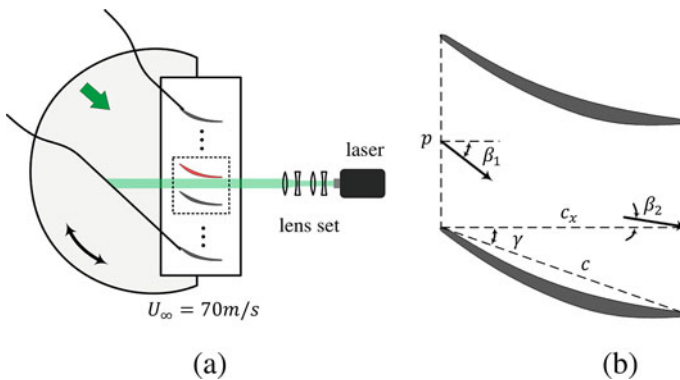 laser
lens set
U∞ = 70m/s
(a)
p
β1
cx
β2
γ
c
(b)